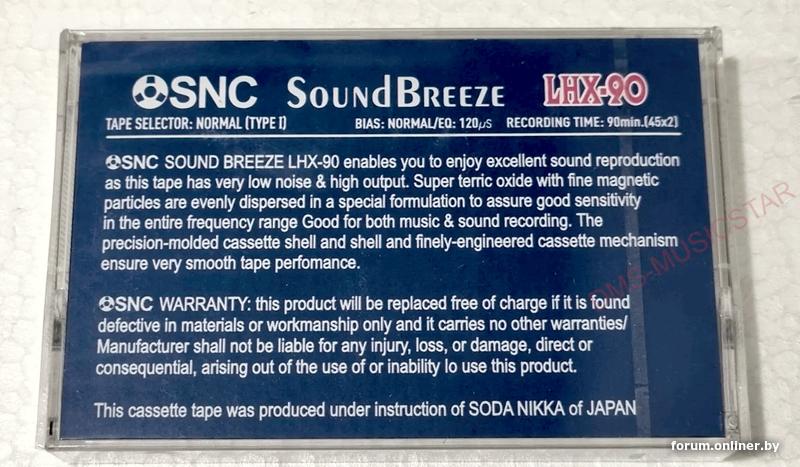 SNC SOUND BREEZE LHX-90
TAPE SELECTOR: NORMAL (TYPE I) BIAS: NORMAL/EQ: 120µs RECORDING TIME: 90min.(45x2)
SNC SOUND BREEZE LHX-90 enables you to enjoy excellent sound reproduction
as this tape has very low noise & high output. Super terric oxide with fine magnetic
particles are evenly dispersed in a special formulation to assure good sensitivity
in the entire frequency range Good for both music & sound recording. The
precision-molded cassette shell and shell and finely-engineered cassette mechanism
ensure very smooth tape perfomance.
SNC WARRANTY: this product will be replaced free of charge if it is found
defective in materials or workmanship only and it carries no other warranties/
Manufacturer shall not be liable for any injury, loss, or damage, direct or
consequential, arising out of the use of or inability lo use this product.
This cassette tape was produced under instruction of SODA NIKKA of JAPAN
DMS-MUSICSTAR
forum.onliner.by